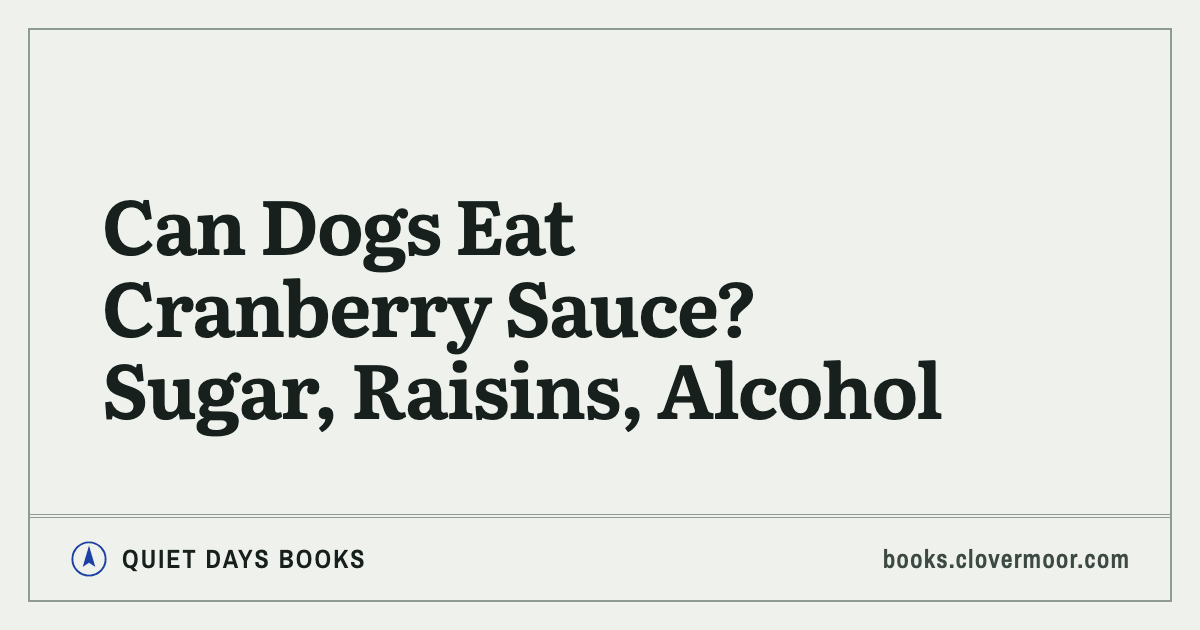 Can Dogs Eat
Cranberry Sauce?
Sugar, Raisins, Alcohol
QUIET DAYS BOOKS
books.clovermoor.com